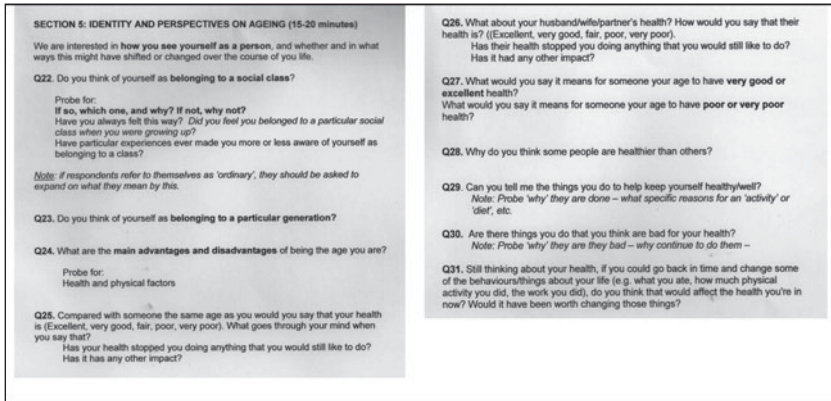 SECTION 5: IDENTITY AND PERSPECTIVES ON AGEING (15-20 minutes)
We are interested in how you see yourself as a person, and whether and in what
ways this might have shifted or changed over the course of you life.
Q22. Do you think of yourself as belonging to a social class?
Probe for:
If so, which one, and why? If not, why not?
Have you always felt this way? Did you feel you belonged to a particular social
class when you were growing up?
Have particular experiences ever made you more or less aware of yourself as
belonging to a class?
Note: if respondents refer to themselves as 'ordinary', they should be asked to
expand on what they mean by this.
Q23. Do you think of yourself as belonging to a particular generation?
Q24. What are the main advantages and disadvantages of being the age you are?
Probe for:
Health and physical factors
Q25. Compared with someone the same age as you would you say that your health
is (Excellent, very good, fair, poor, very poor). What goes through your mind when
you say that?
Has your health stopped you doing anything that you would still like to do?
Has it has any other impact?
Q26. What about your husband/wife/partner's health? How would you say that their
health is? ((Excellent, very good, fair, poor, very poor).
Has their health stopped you doing anything that you would still like to do?
Has it had any other impact?
Q27. What would you say it means for someone your age to have very good or
excellent health?
What would you say it means for someone your age to have poor or very poor
health?
Q28. Why do you think some people are healthier than others?
Q29. Can you tell me the things you do to help keep yourself healthy/well?
Note: Probe 'why' they are done – what specific reasons for an 'activity' or
'diet', etc.
Q30. Are there things you do that you think are bad for your health?
Note: Probe 'why' they are they bad – why continue to do them –
Q31. Still thinking about your health, if you could go back in time and change some
of the behaviours/things about your life (e.g. what you ate, how much physical
activity you did, the work you did), do you think that would affect the health you're in
now? Would it have been worth changing those things?